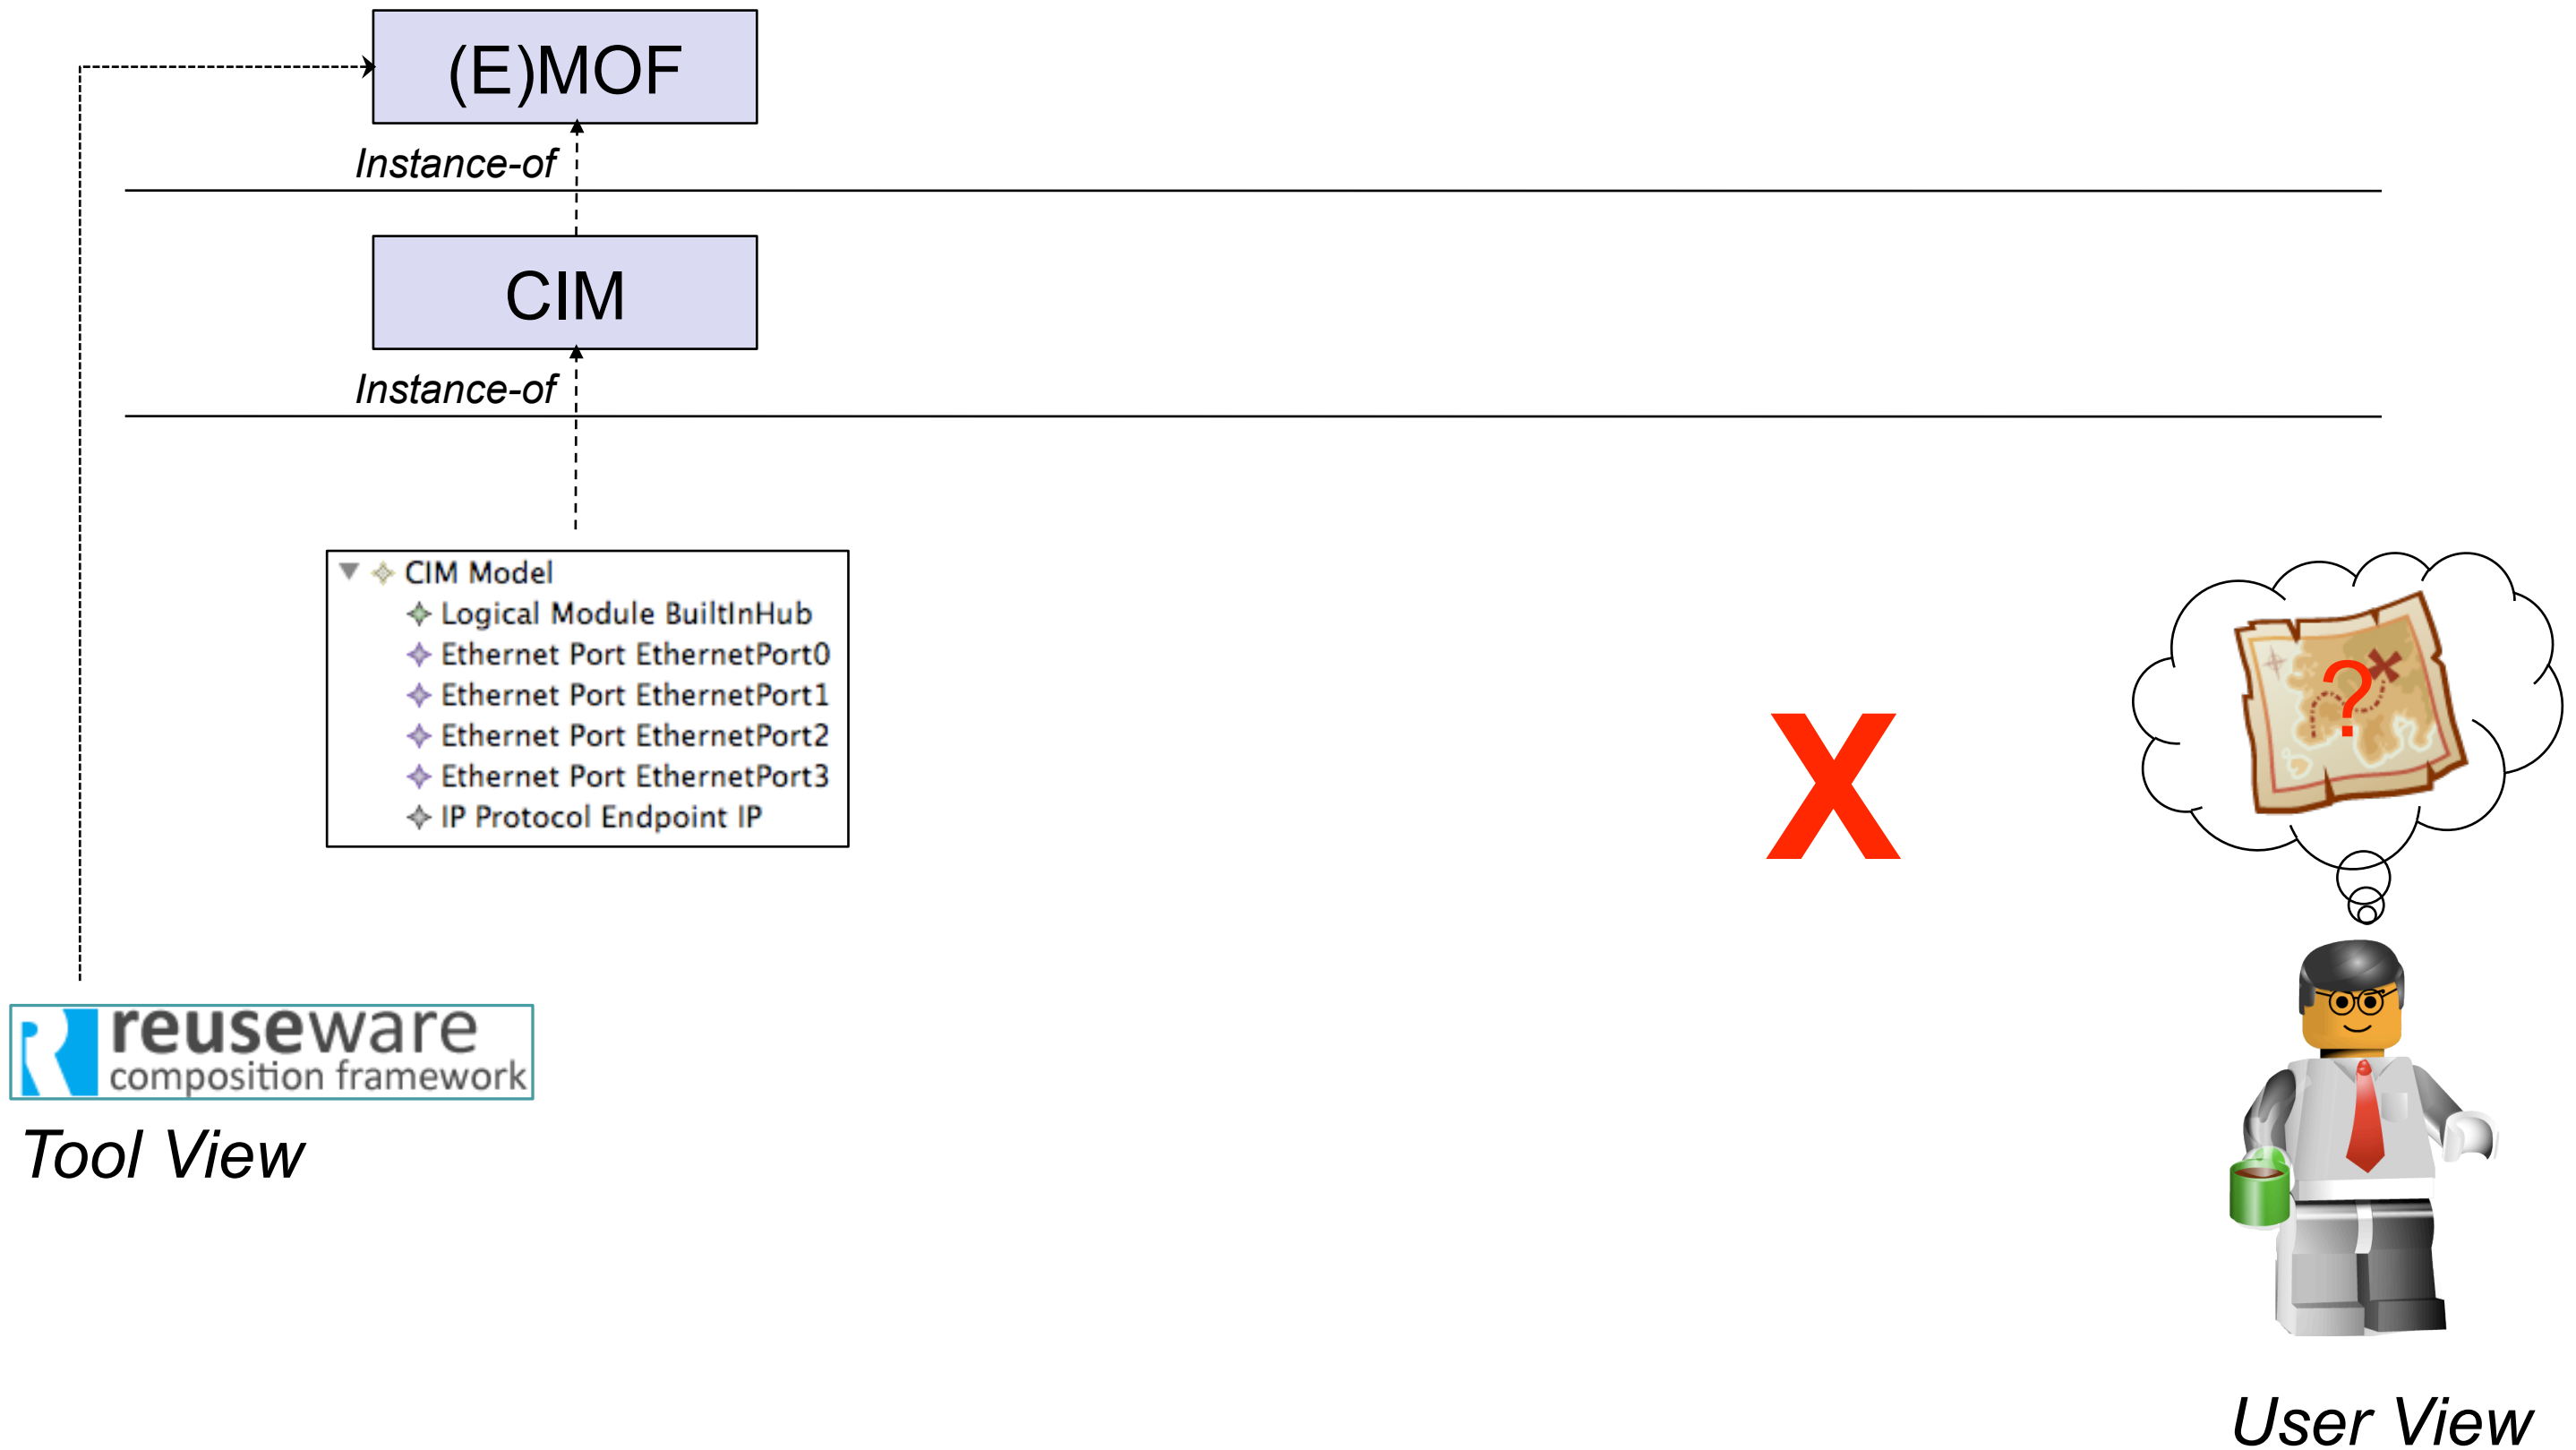 (E)MOF
Instance-of
CIM
Instance-of
CIM Model
Logical Module BuiltInHub
Ethernet Port EthernetPort0
Ethernet Port EthernetPort1
Ethernet Port EthernetPort2
Ethernet Port EthernetPort3
IP Protocol Endpoint IP
X
?
reuseware
composition framework
Tool View
User View